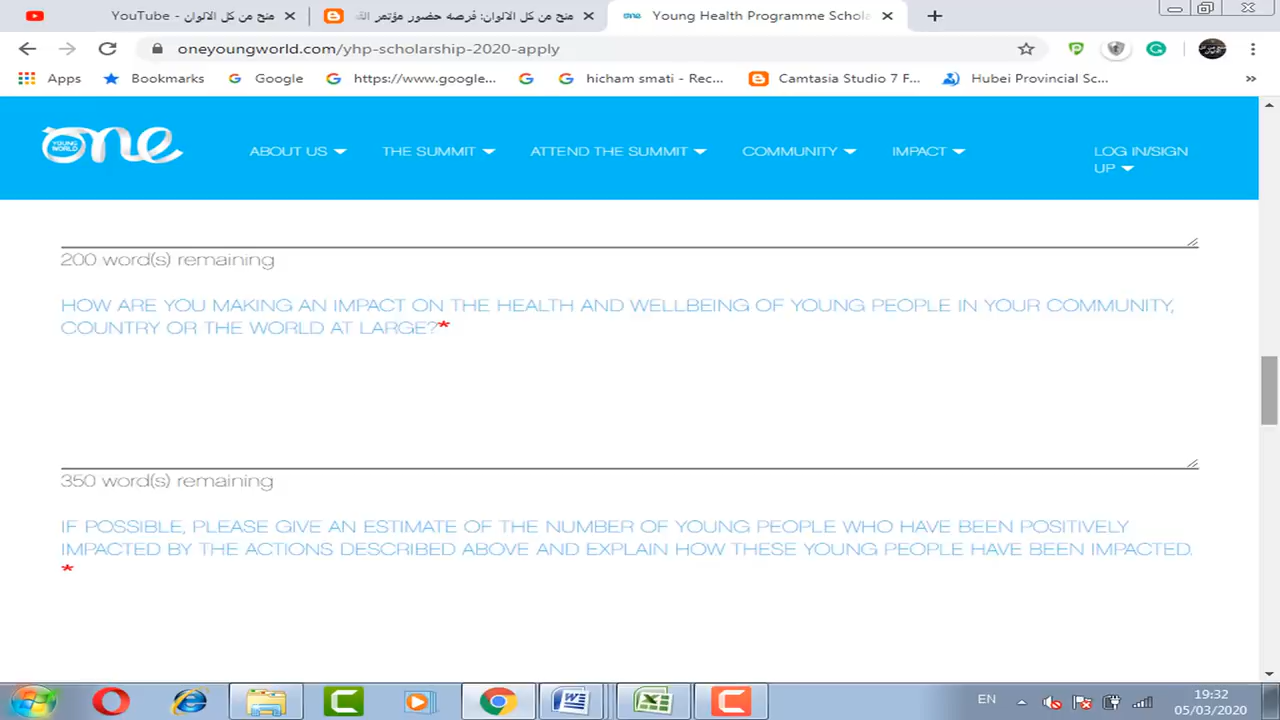 YouTube - منح من كل الالوان
منح من كل الالوان: فرصه حضور مؤتمر
Young Health Programme Schola
oneyoungworld.com/yhp-scholarship-2020-apply
Apps
Bookmarks
Google
https://www.google...
hicham smati - Rec...
Camtasia Studio 7 F...
Hubei Provincial Sc...
»
YOUNG WORLD
one
ABOUT US
THE SUMMIT
ATTEND THE SUMMIT
COMMUNITY
IMPACT
LOG IN/SIGN
UP
200 word(s) remaining
HOW ARE YOU MAKING AN IMPACT ON THE HEALTH AND WELLBEING OF YOUNG PEOPLE IN YOUR COMMUNITY,
COUNTRY OR THE WORLD AT LARGE?*
350 word(s) remaining
IF POSSIBLE, PLEASE GIVE AN ESTIMATE OF THE NUMBER OF YOUNG PEOPLE WHO HAVE BEEN POSITIVELY
IMPACTED BY THE ACTIONS DESCRIBED ABOVE AND EXPLAIN HOW THESE YOUNG PEOPLE HAVE BEEN IMPACTED.
*
EN
19:32
05/03/2020